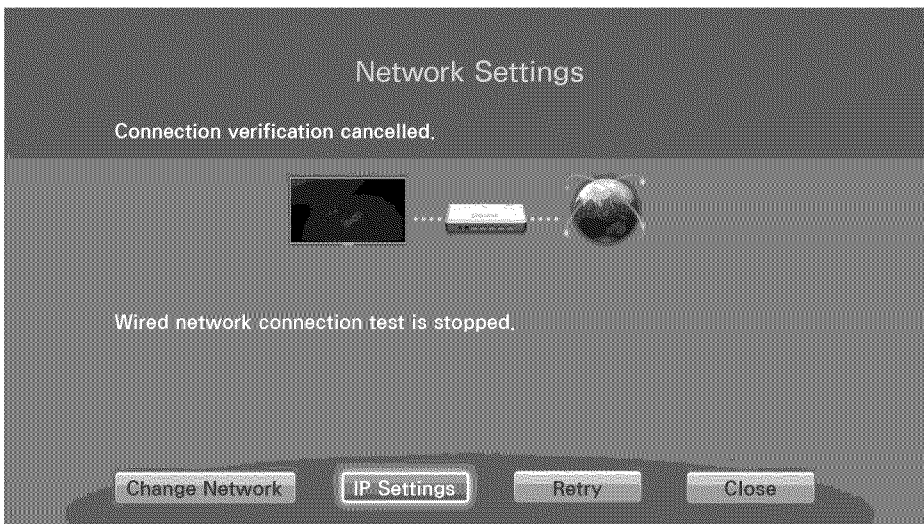 Network Settings
Connection verification cancelled.
Wired network connection test is stopped.
Change Network
IP Settings
Retry
Close